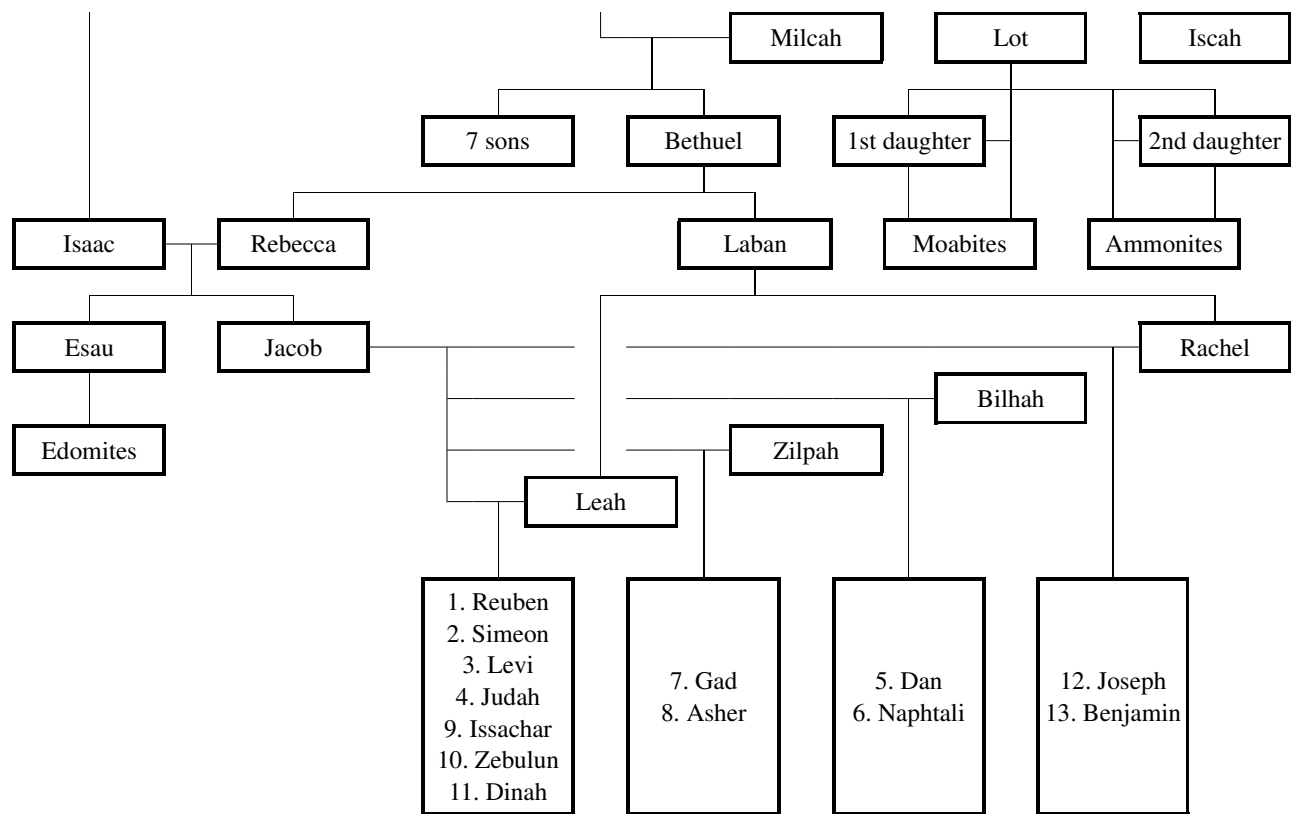 Milcah
Lot
Iscah
7 sons
Bethuel
1st daughter
2nd daughter
Isaac
Rebecca
Laban
Moabites
Ammonites
Esau
Jacob
Rachel
Bilhah
Edomites
Zilpah
Leah
1. Reuben
2. Simeon
3. Levi
4. Judah
9. Issachar
10. Zebulun
11. Dinah
7. Gad
8. Asher
5. Dan
6. Naphtali
12. Joseph
13. Benjamin